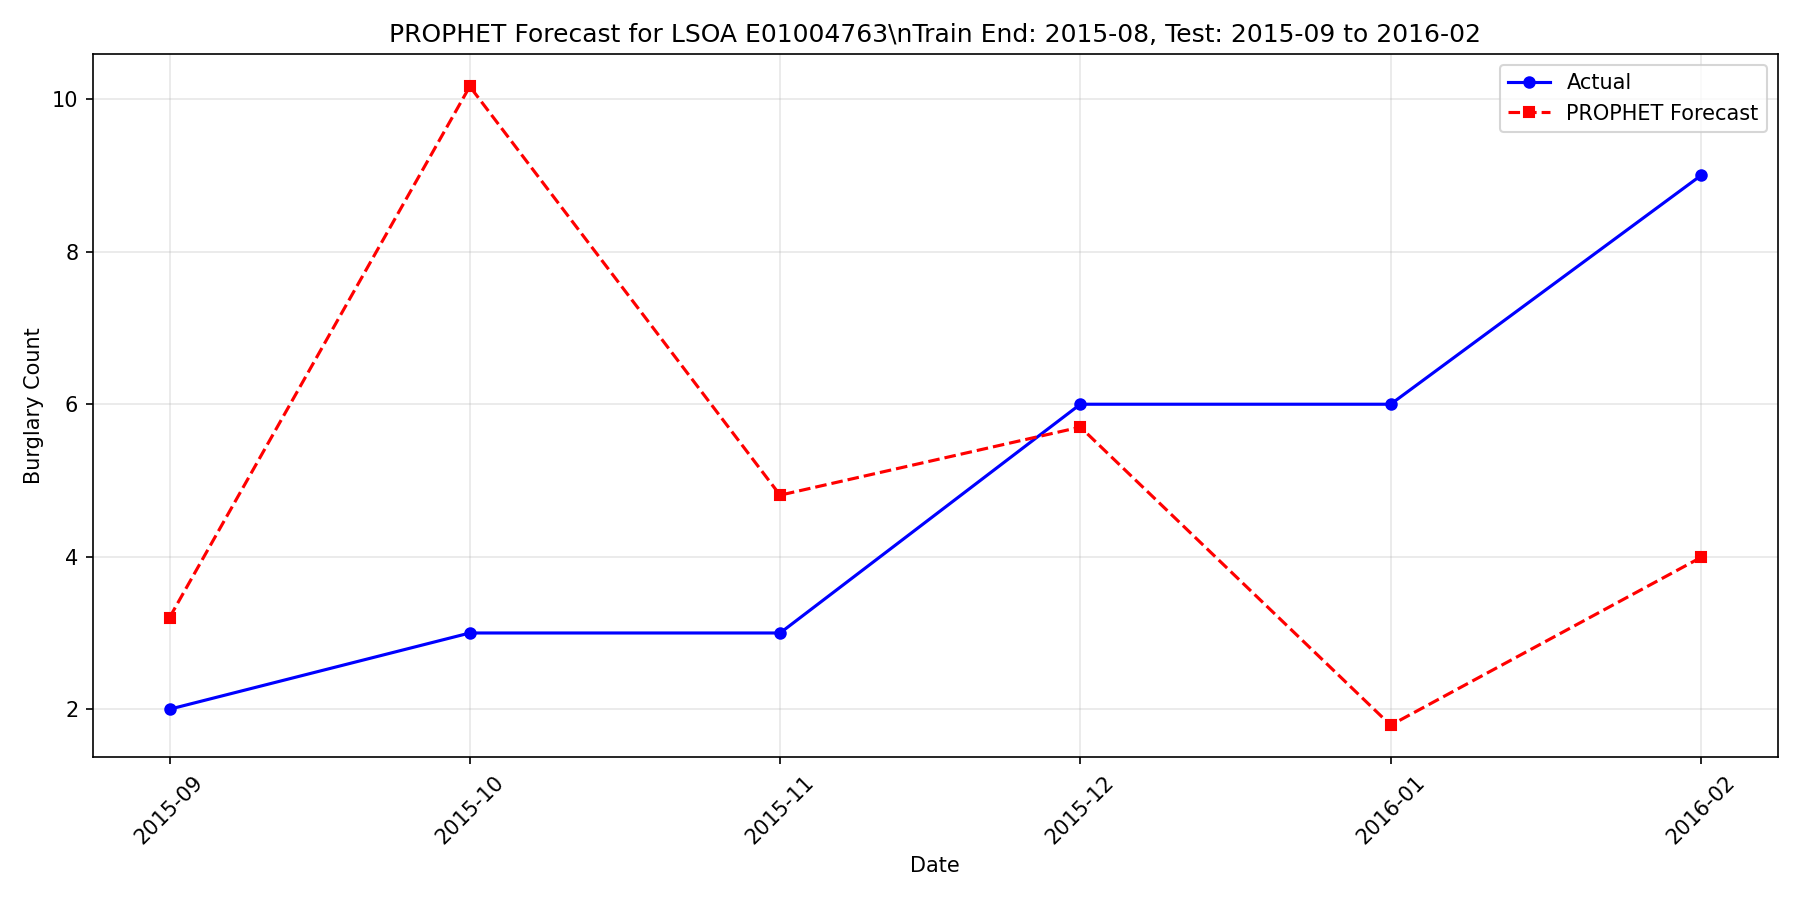 PROPHET Forecast for LSOA E01004763\nTrain End: 2015-08, Test: 2015-09 to 2016-02
Actual
PROPHET Forecast
Burglary Count
10
8
6
4
2
2015-09
2015-10
2015-11
2015-12
2016-01
2016-02
Date